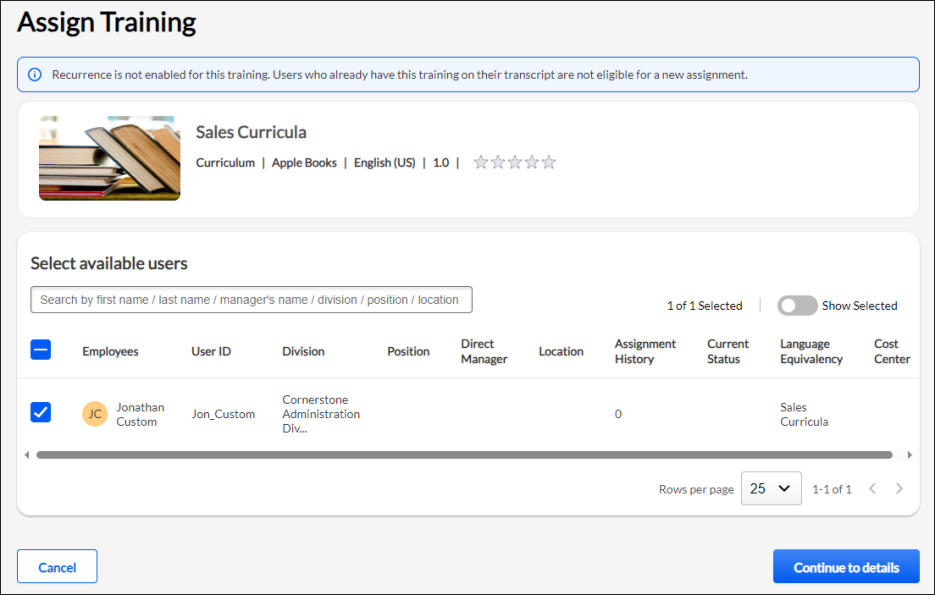 Assign Training
Recurrence is not enabled for this training. Users who already have this training on their transcript are not eligible for a new assignment.
Sales Curricula
Curriculum | Apple Books | English (US) | 1.0 |
Select available users
Search by first name / last name / manager's name / division / position / location
1 of 1 Selected
Show Selected
Employees
User ID
Division
Position
Direct
Manager
Location
Assignment
History
Current
Status
Language
Equivalency
Cost
Center
JC
Jonathan
Custom
Jon_Custom
Cornerstone
Administration
Div...
0
Sales
Curricula
Rows per page
25
1-1 of 1
Cancel
Continue to details